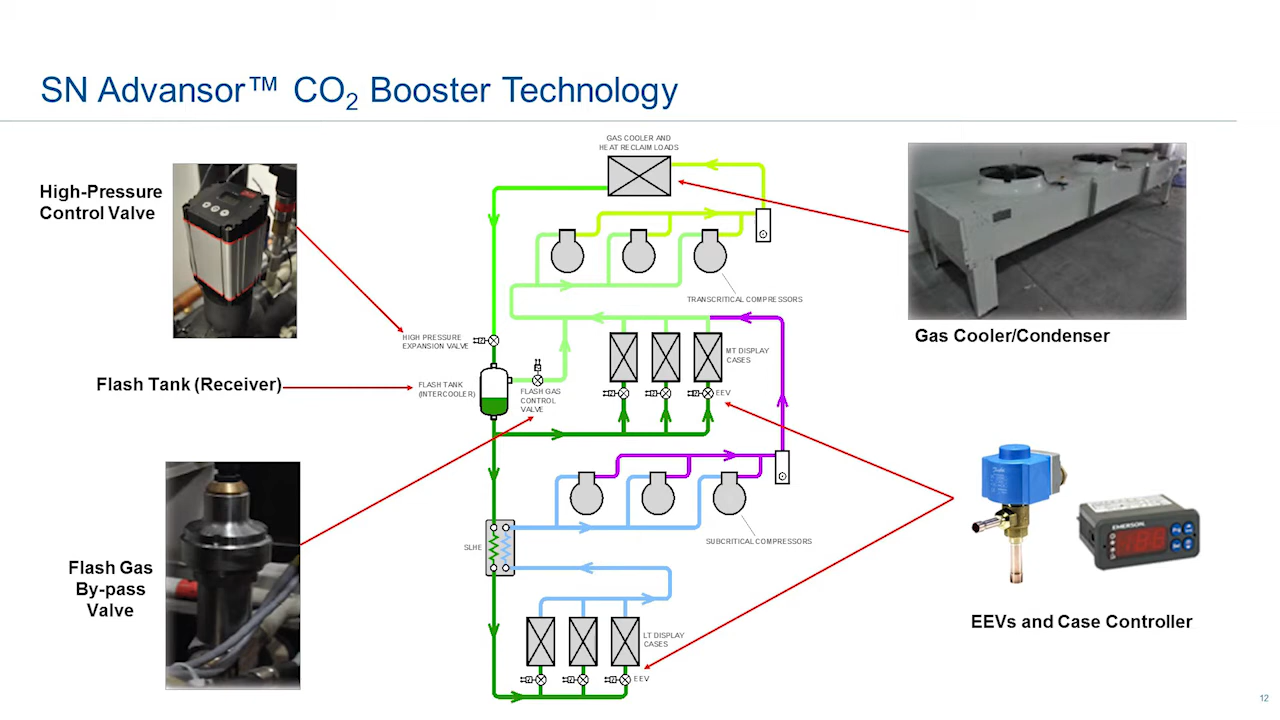 SN Advansor™ CO2 Booster Technology
High-Pressure
Control Valve
GAS COOLER AND
HEAT RECLAIM LOADS
TRANSCRITICAL COMPRESSORS
Gas Cooler/Condenser
HIGH PRESSURE
EXPANSION VALVE
MT DISPLAY
CASES
Flash Tank (Receiver)
FLASH TANK
(INTERCOOLER)
FLASH GAS
CONTROL
VALVE
EEV
SUBCRITICAL COMPRESSORS
SLHE
Flash Gas
By-pass
Valve
Danfoss
EMERSON
EEVs and Case Controller
LT DISPLAY
CASES
EEV
12